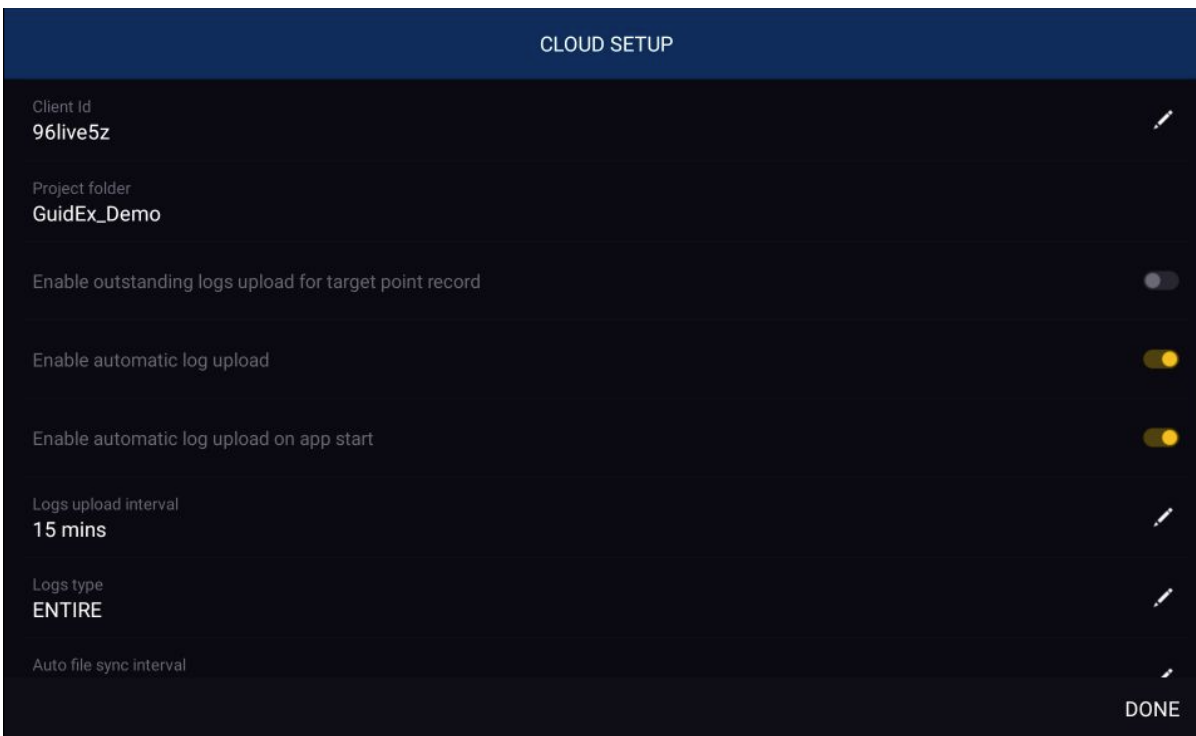 CLOUD SETUP
Client Id
96live5z
Project folder
GuidEx_Demo
Enable outstanding logs upload for target point record
Enable automatic log upload
Enable automatic log upload on app start
Logs upload interval
15 mins
Logs type
ENTIRE
Auto file sync interval
DONE